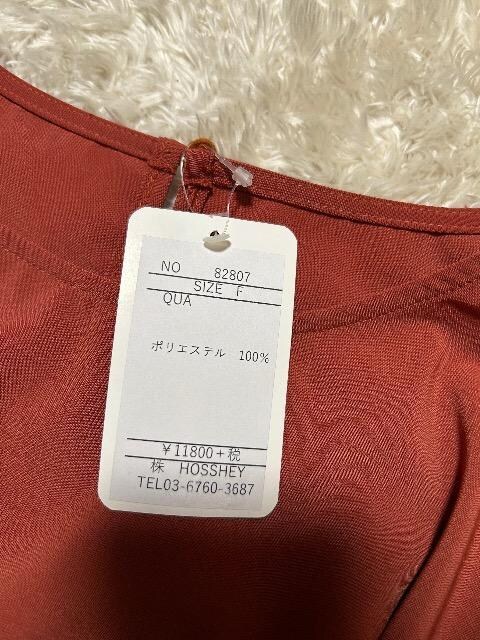 NO 82807
SIZE F
QUA
ポリエステル 100%
￥11800+税
株 HOSSHEY
TEL03-6760-3687